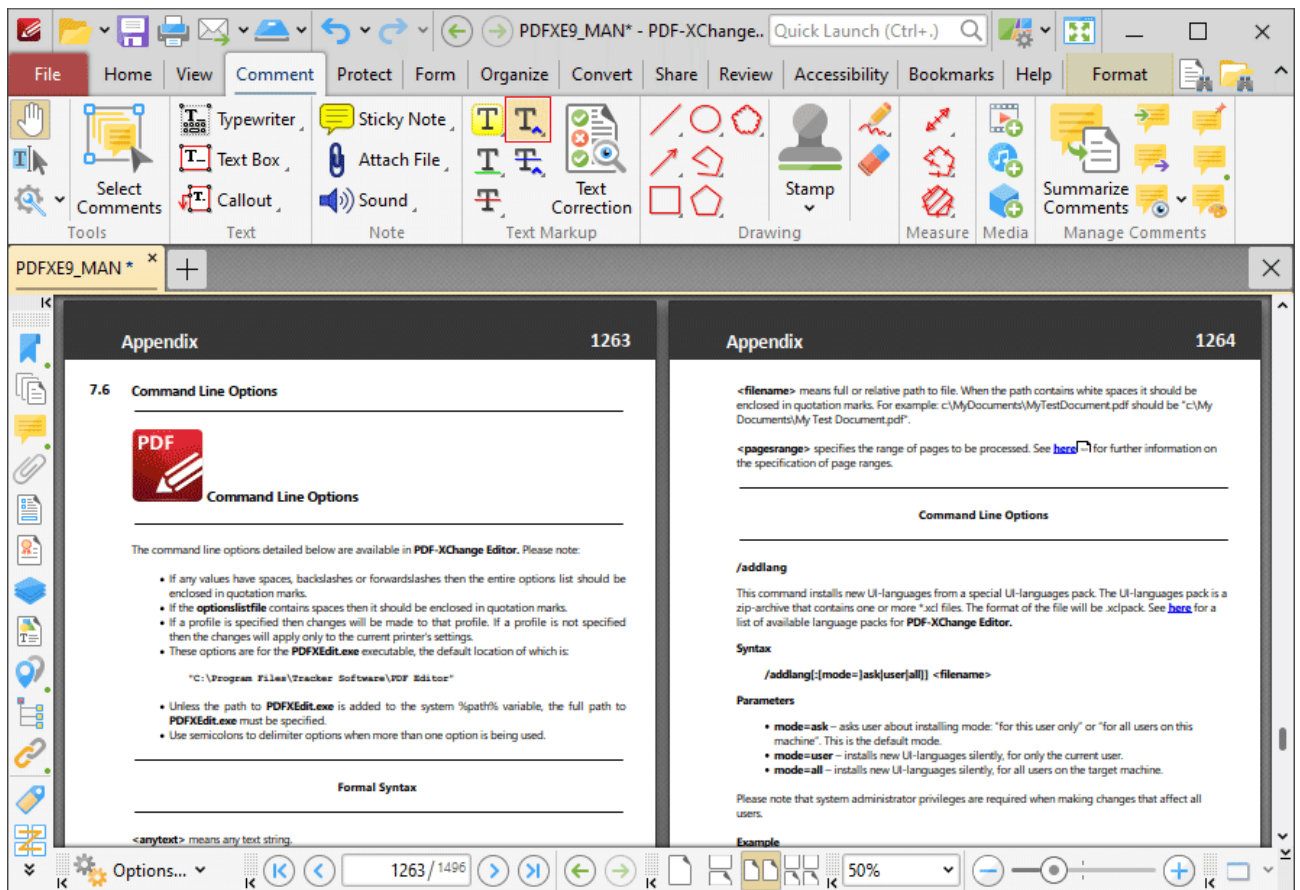 PDFXE9_MAN* - PDF-XChange..
Quick Launch (Ctrl+.)
File
Home
View
Comment
Protect
Form
Organize
Convert
Share
Review
Accessibility
Bookmarks
Help
Format
Select
Comments
Tools
Typewriter
Text Box
Callout
Text
Sticky Note
Attach File
Sound
Note
Text
Correction
Text Markup
Stamp
Drawing
Measure
Media
Summarize
Comments
Manage Comments
PDFXE9_MAN *
Appendix 1263
7.6 Command Line Options
PDF
Command Line Options
The command line options detailed below are available in PDF-XChange Editor. Please note:
• If any values have spaces, backslashes or forwardslashes then the entire options list should be
enclosed in quotation marks.
• If the optionslistfile contains spaces then it should be enclosed in quotation marks.
• If a profile is specified then changes will be made to that profile. If a profile is not specified
then the changes will apply only to the current printer's settings.
• These options are for the PDFXEdit.exe executable, the default location of which is:
"C:\Program Files\Tracker Software\PDF Editor"
• Unless the path to PDFXEdit.exe is added to the system %path% variable, the full path to
PDFXEdit.exe must be specified.
• Use semicolons to delimiter options when more than one option is being used.
Formal Syntax
<anytext> means any text string.
Appendix 1264
<filename> means full or relative path to file. When the path contains white spaces it should be
enclosed in quotation marks. For example: c:\MyDocuments\MyTestDocument.pdf should be "c:\My
Documents\My Test Document.pdf".
<pagesrange> specifies the range of pages to be processed. See here for further information on
the specification of page ranges.
Command Line Options
/addlang
This command installs new UI-languages from a special UI-languages pack. The UI-languages pack is a
zip-archive that contains one or more *.xcl files. The format of the file will be .xclpack. See here for a
list of available language packs for PDF-XChange Editor.
Syntax
/addlang[:[mode=]ask|user|all]] <filename>
Parameters
• mode=ask – asks user about installing mode: "for this user only" or "for all users on this
machine". This is the default mode.
• mode=user – installs new UI-languages silently, for only the current user.
• mode=all – installs new UI-languages silently, for all users on the target machine.
Please note that system administrator privileges are required when making changes that affect all
users.
Example
Options...
1263 / 1496
50%